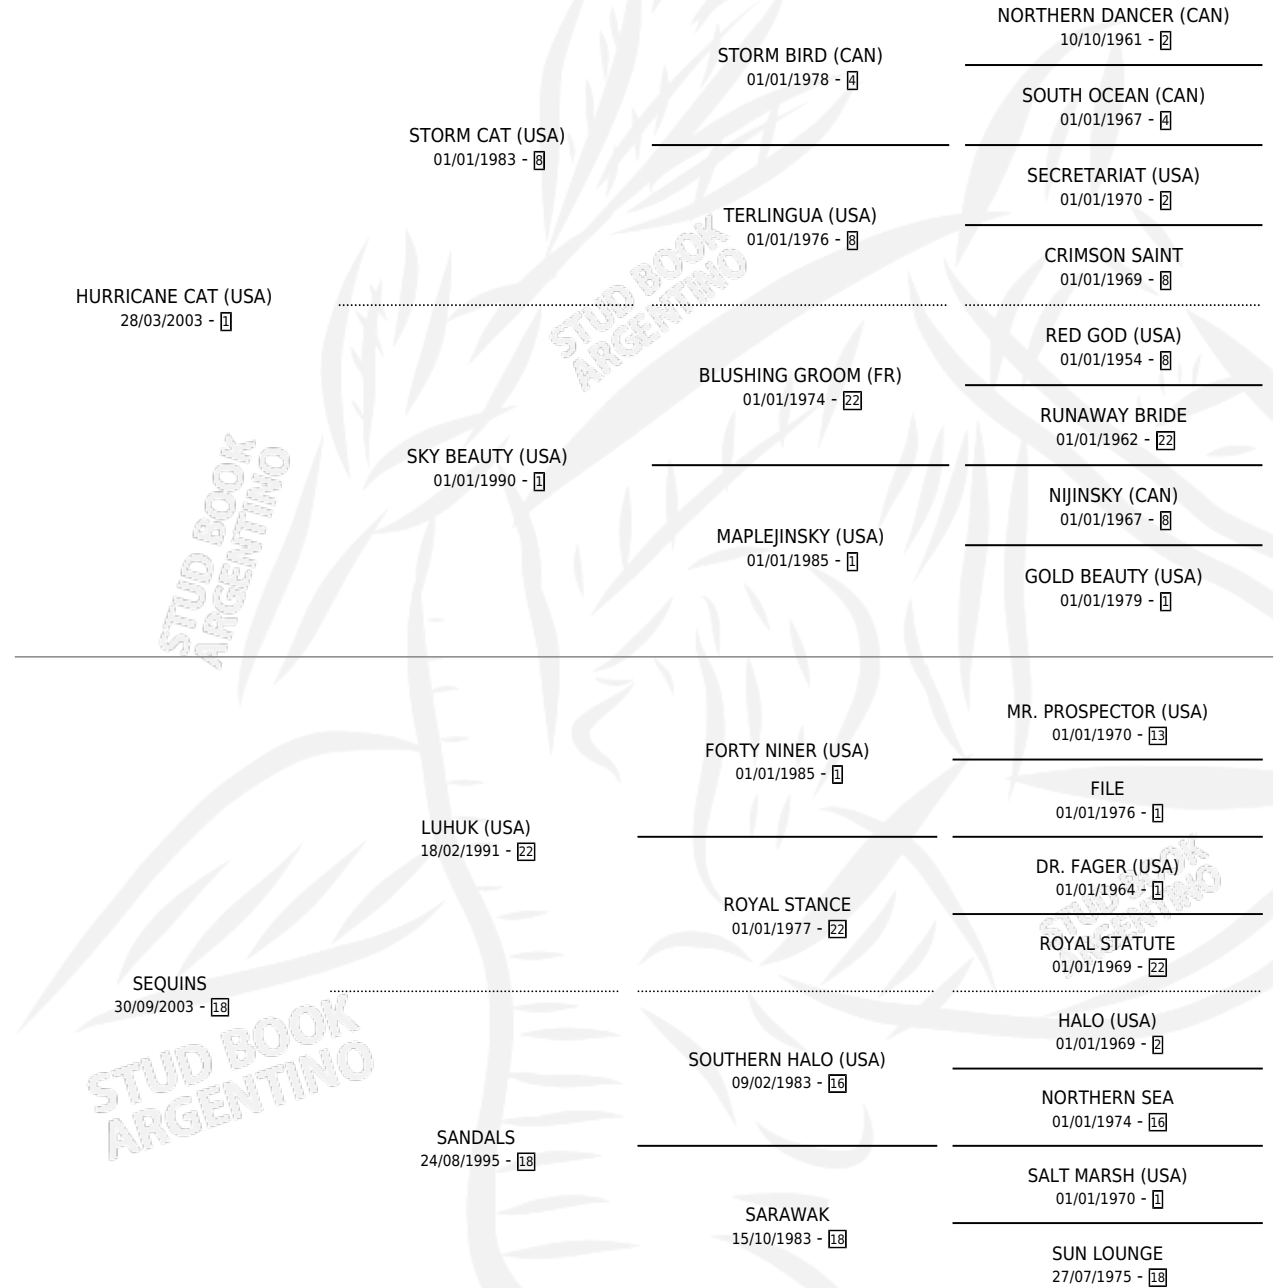 NORTHERN DANCER (CAN)
10/10/1961 - 2
STORM BIRD (CAN)
01/01/1978 - 4
SOUTH OCEAN (CAN)
01/01/1967 - 4
STORM CAT (USA)
01/01/1983 - 8
SECRETARIAT (USA)
01/01/1970 - 2
TERLINGUA (USA)
01/01/1976 - 8
CRIMSON SAINT
01/01/1969 - 8
HURRICANE CAT (USA)
28/03/2003 - 1
STUD BOOK
ARGENTINO
RED GOD (USA)
01/01/1954 - 8
BLUSHING GROOM (FR)
01/01/1974 - 22
RUNAWAY BRIDE
01/01/1962 - 22
SKY BEAUTY (USA)
01/01/1990 - 1
NIJINSKY (CAN)
01/01/1967 - 8
MAPLEJINSKY (USA)
01/01/1985 - 1
GOLD BEAUTY (USA)
01/01/1979 - 1
STUD BOOK
ARGENTINO
MR. PROSPECTOR (USA)
01/01/1970 - 13
FORTY NINER (USA)
01/01/1985 - 1
FILE
01/01/1976 - 1
LUHUK (USA)
18/02/1991 - 22
DR. FAGER (USA)
01/01/1964 - 1
ROYAL STANCE
01/01/1977 - 22
STUD BOOK
ARGENTINO
ROYAL STATUTE
01/01/1969 - 22
SEQUINS
30/09/2003 - 18
HALO (USA)
01/01/1969 - 2
SOUTHERN HALO (USA)
09/02/1983 - 16
NORTHERN SEA
01/01/1974 - 16
STUD BOOK
ARGENTINO
SANDALS
24/08/1995 - 18
SALT MARSH (USA)
01/01/1970 - 1
SARAWAK
15/10/1983 - 18
SUN LOUNGE
27/07/1975 - 18